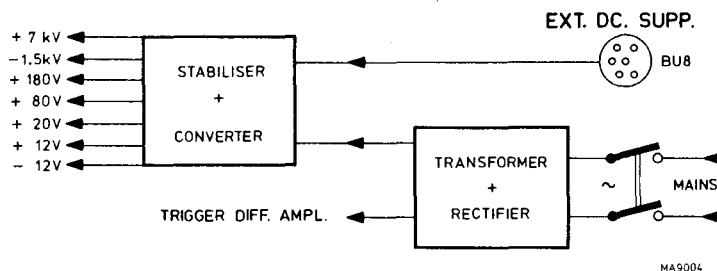 EXT. DC. SUPP.
BU8
+ 7 kV
-1.5kV
+ 180V
+ 80V
+ 20V
+ 12V
- 12V
STABILISER
+
CONVERTER
TRANSFORMER
+
RECTIFIER
~
MAINS
TRIGGER DIFF. AMPL.
MA9004